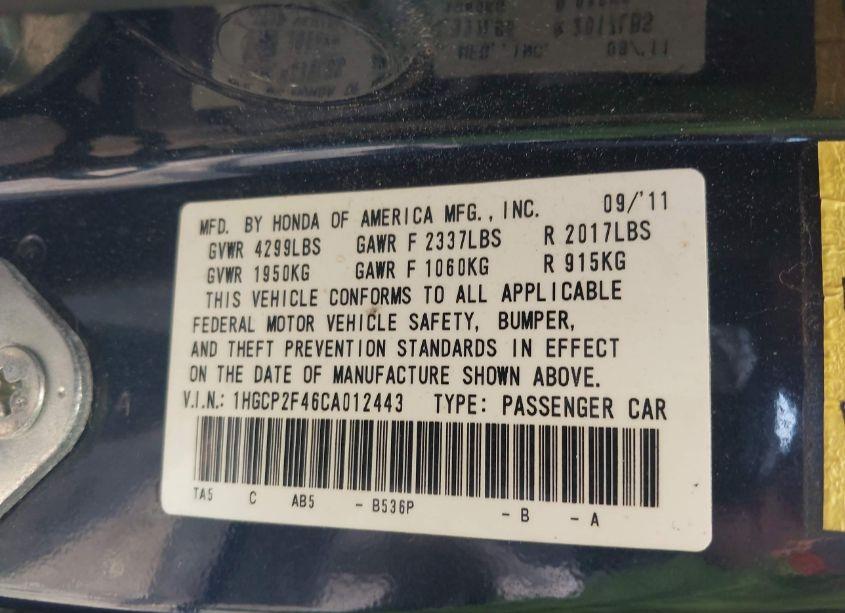 MFD. BY HONDA OF AMERICA MFG., INC. 09/'11
GVWR 4299LBS GAWR F 2337LBS R 2017LBS
GVWR 1950KG GAWR F 1060KG R 915KG
THIS VEHICLE CONFORMS TO ALL APPLICABLE
FEDERAL MOTOR VEHICLE SAFETY, BUMPER,
AND THEFT PREVENTION STANDARDS IN EFFECT
ON THE DATE OF MANUFACTURE SHOWN ABOVE.
V.I.N.: 1HGCP2F46CA012443 TYPE: PASSENGER CAR
TA5 C AB5 - B536P - B - A